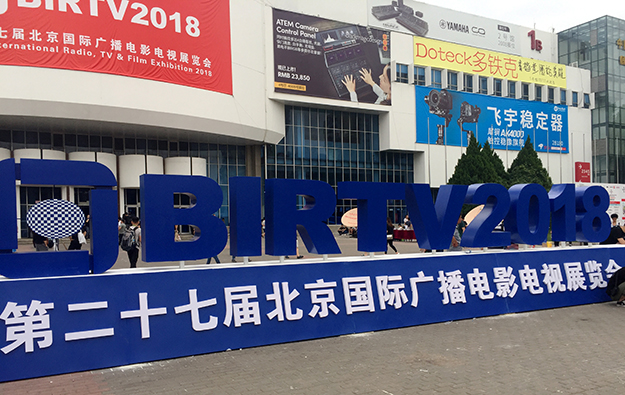 BIRTV2018
七届北京国际广播电影电视展览会
International Radio, TV & Film Exhibition 2018
ATEM Camera
Control Panel
RMB 23,850
YAMAHA
1B
Doteck多铁克
飞宇稳定器
AK4000
BIRTV2018
第二十七届北京国际广播电影电视展览会